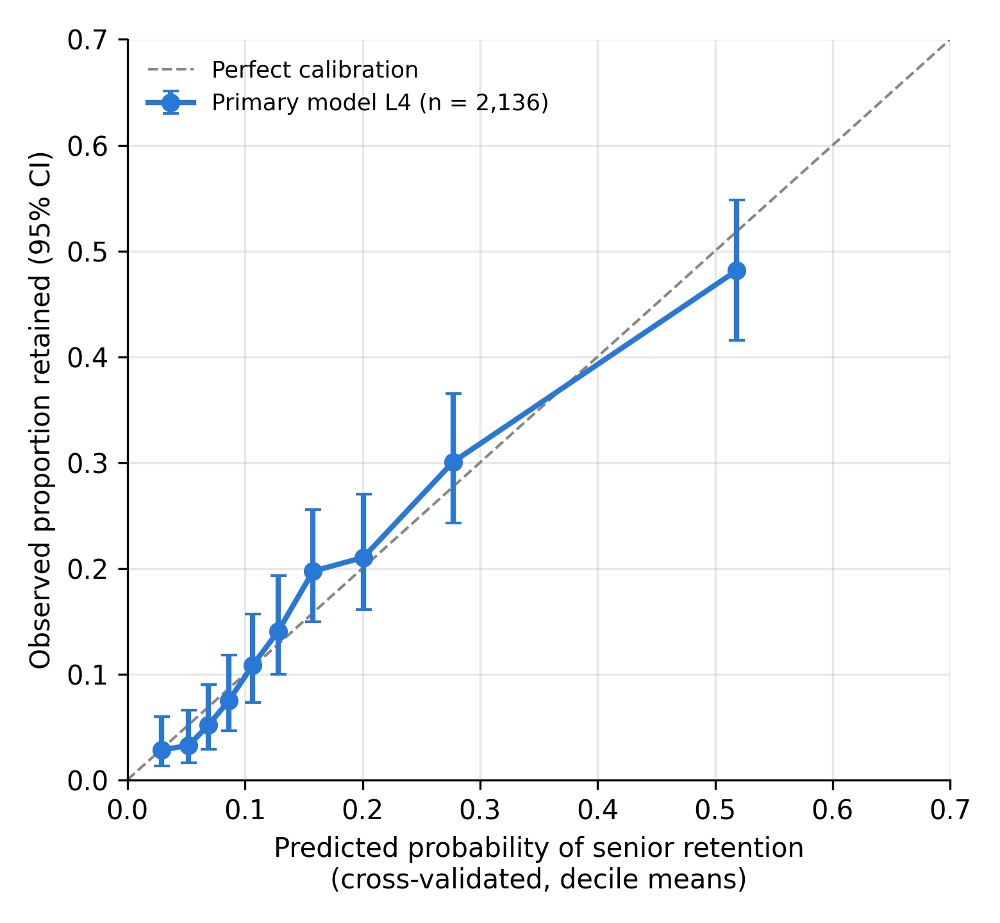 Perfect calibration
Primary model L4 (n = 2,136)
Observed proportion retained (95% CI)
0.7
0.6
0.5
0.4
0.3
0.2
0.1
0.0
0.0 0.1 0.2 0.3 0.4 0.5 0.6 0.7
Predicted probability of senior retention
(cross-validated, decile means)